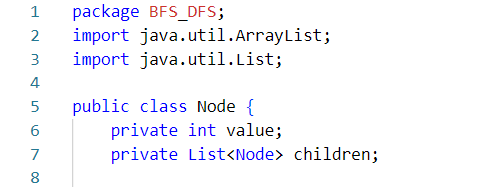 1 package BFS_DFS;
2 import java.util.ArrayList;
3 import java.util.List;
4
5 public class Node {
6     private int value;
7     private List<Node> children;
8